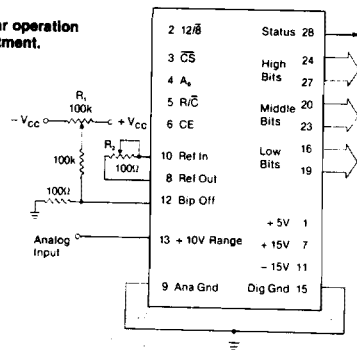 ar operation
tment.
R₁
100k
− V_CC
+ V_CC
100k
R₂
100Ω
100Ω
Analog
Input
2 12/8̅
3 C̅S̅
4 A₀
5 R/C̅
6 CE
10 Ref In
8 Ref Out
12 Bip Off
13 + 10V Range
9 Ana Gnd
Status 28
High
Bits
24
27
Middle
Bits
20
23
Low
Bits
16
19
+ 5V 1
+ 15V 7
− 15V 11
Dig Gnd 15